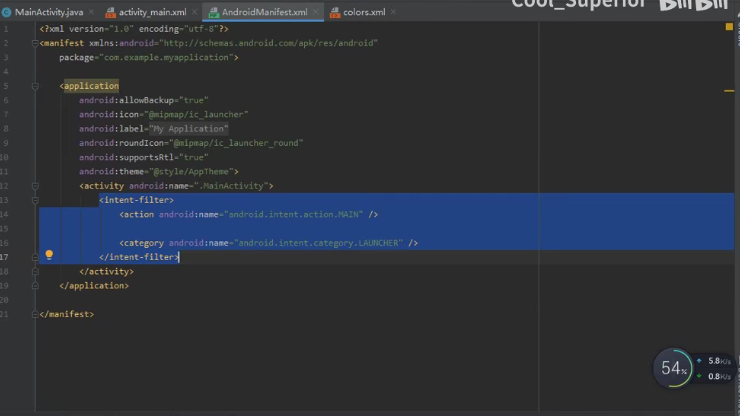 Cool_Superior bilibili
MainActivity.java × activity_main.xml × AndroidManifest.xml × colors.xml ×
1 <?xml version="1.0" encoding="utf-8"?>
2 <manifest xmlns:android="http://schemas.android.com/apk/res/android"
3 package="com.example.myapplication">
4
5 <application
6 android:allowBackup="true"
7 android:icon="@mipmap/ic_launcher"
8 android:label="My Application"
9 android:roundIcon="@mipmap/ic_launcher_round"
10 android:supportsRtl="true"
11 android:theme="@style/AppTheme">
12 <activity android:name=".MainActivity">
13 <intent-filter>
14 <action android:name="android.intent.action.MAIN" />
15
16 <category android:name="android.intent.category.LAUNCHER" />
17 </intent-filter>
18 </activity>
19 </application>
20
21 </manifest>
54%
↑ 5.8K/s
↓ 0.8K/s